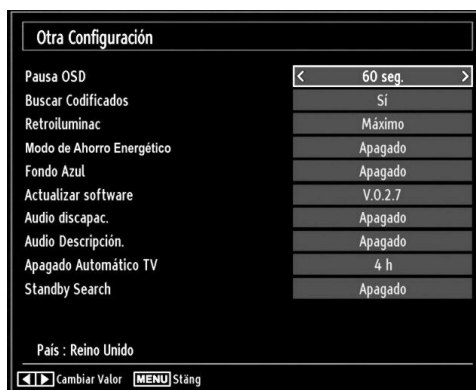 Otra Configuración
Pausa OSD < 60 seg. >
Buscar Codificados Sí
Retroiluminac Máximo
Modo de Ahorro Energético Apagado
Fondo Azul Apagado
Actualizar software V.0.2.7
Audio discapac. Apagado
Audio Descripción. Apagado
Apagado Automático TV 4 h
Standby Search Apagado
País : Reino Unido
Cambiar Valor MENU Stäng